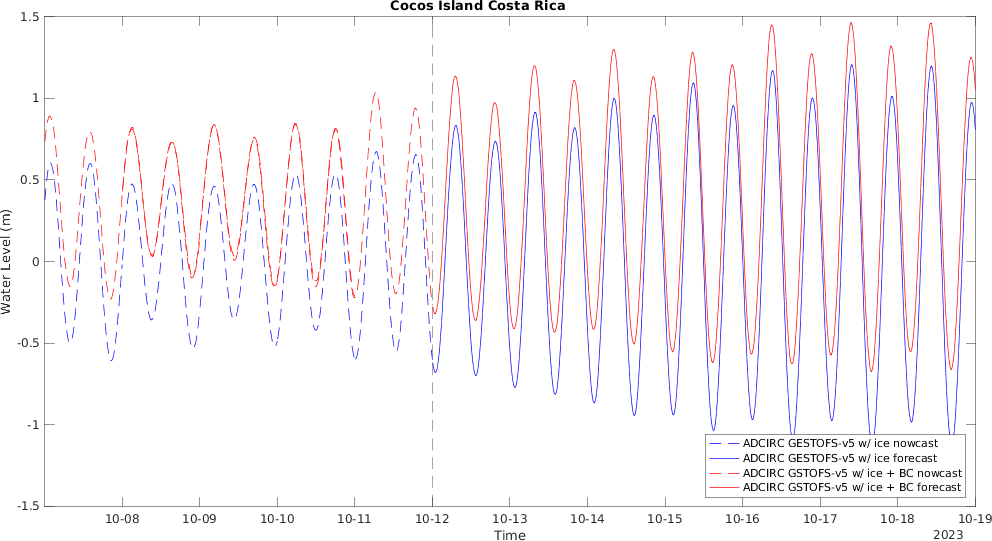 Cocos Island Costa Rica
Water Level (m)
1.5
1
0.5
0
-0.5
-1
-1.5
ADCIRC GESTOFS-v5 w/ ice nowcast
ADCIRC GESTOFS-v5 w/ ice forecast
ADCIRC GSTOFS-v5 w/ ice + BC nowcast
ADCIRC GSTOFS-v5 w/ ice + BC forecast
10-08 10-09 10-10 10-11 10-12 10-13 10-14 10-15 10-16 10-17 10-18 10-19
Time
2023